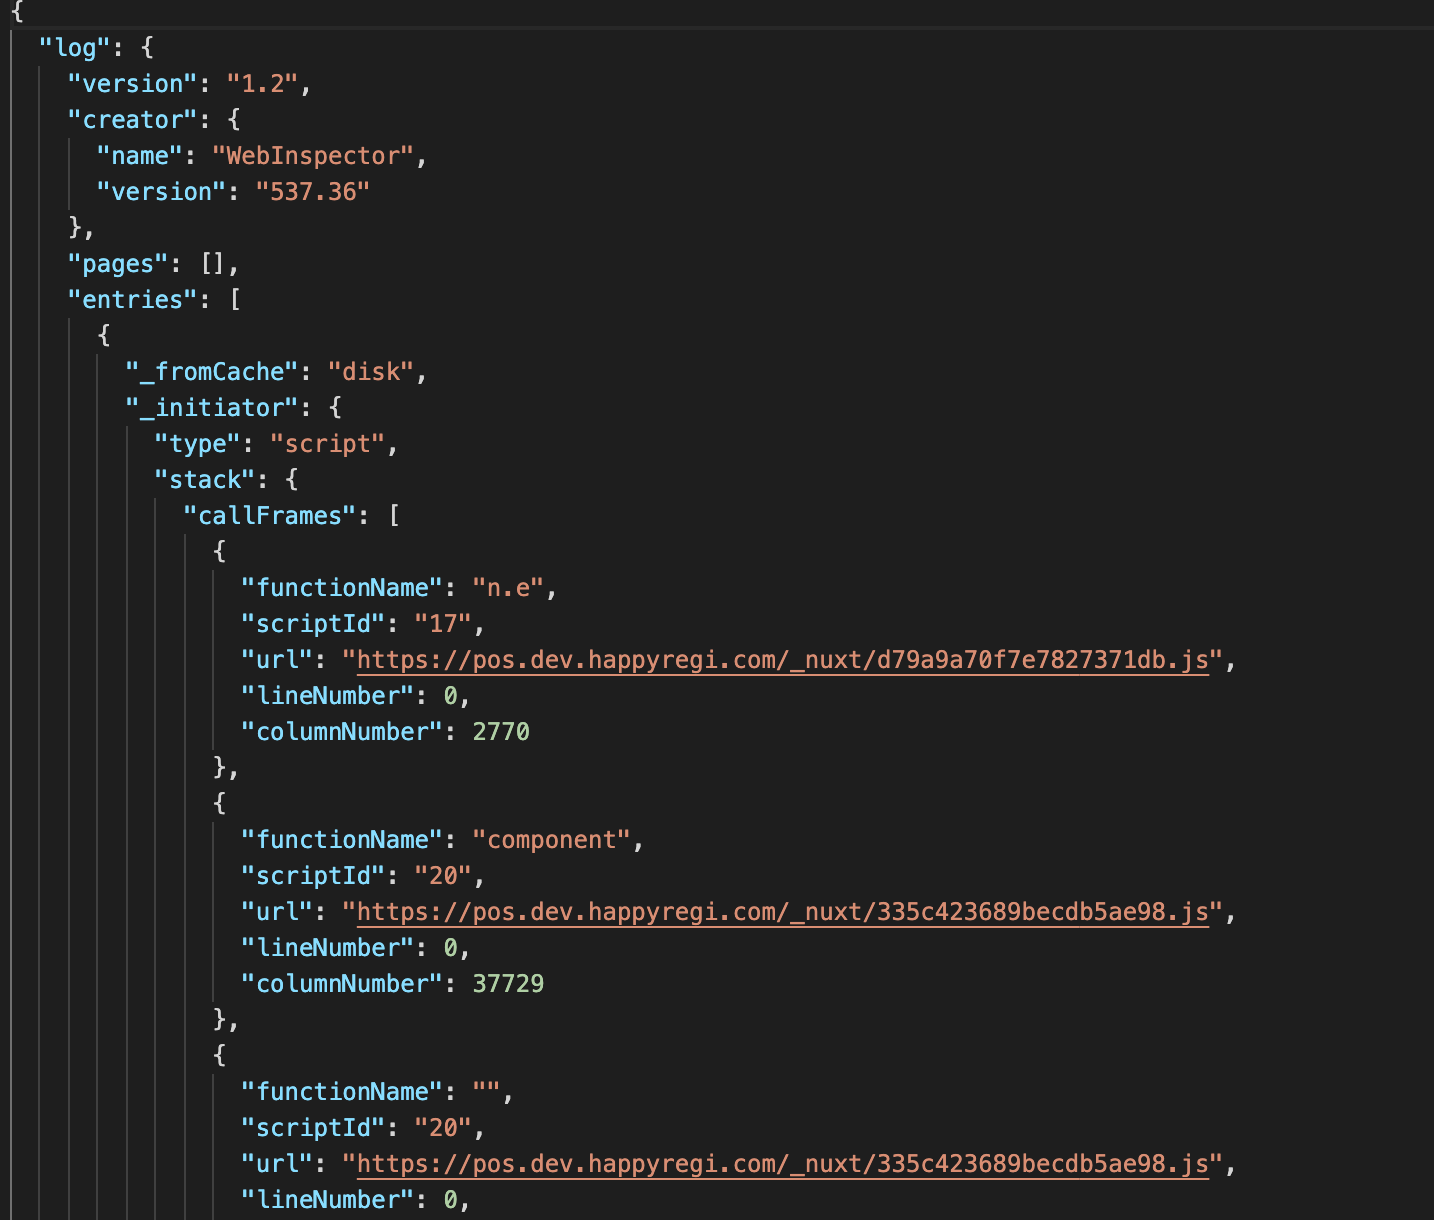 {
"log": {
"version": "1.2",
"creator": {
"name": "WebInspector",
"version": "537.36"
},
"pages": [],
"entries": [
{
"_fromCache": "disk",
"_initiator": {
"type": "script",
"stack": {
"callFrames": [
{
"functionName": "n.e",
"scriptId": "17",
"url": "https://pos.dev.happyregi.com/_nuxt/d79a9a70f7e7827371db.js",
"lineNumber": 0,
"columnNumber": 2770
},
{
"functionName": "component",
"scriptId": "20",
"url": "https://pos.dev.happyregi.com/_nuxt/335c423689becdb5ae98.js",
"lineNumber": 0,
"columnNumber": 37729
},
{
"functionName": "",
"scriptId": "20",
"url": "https://pos.dev.happyregi.com/_nuxt/335c423689becdb5ae98.js",
"lineNumber": 0,